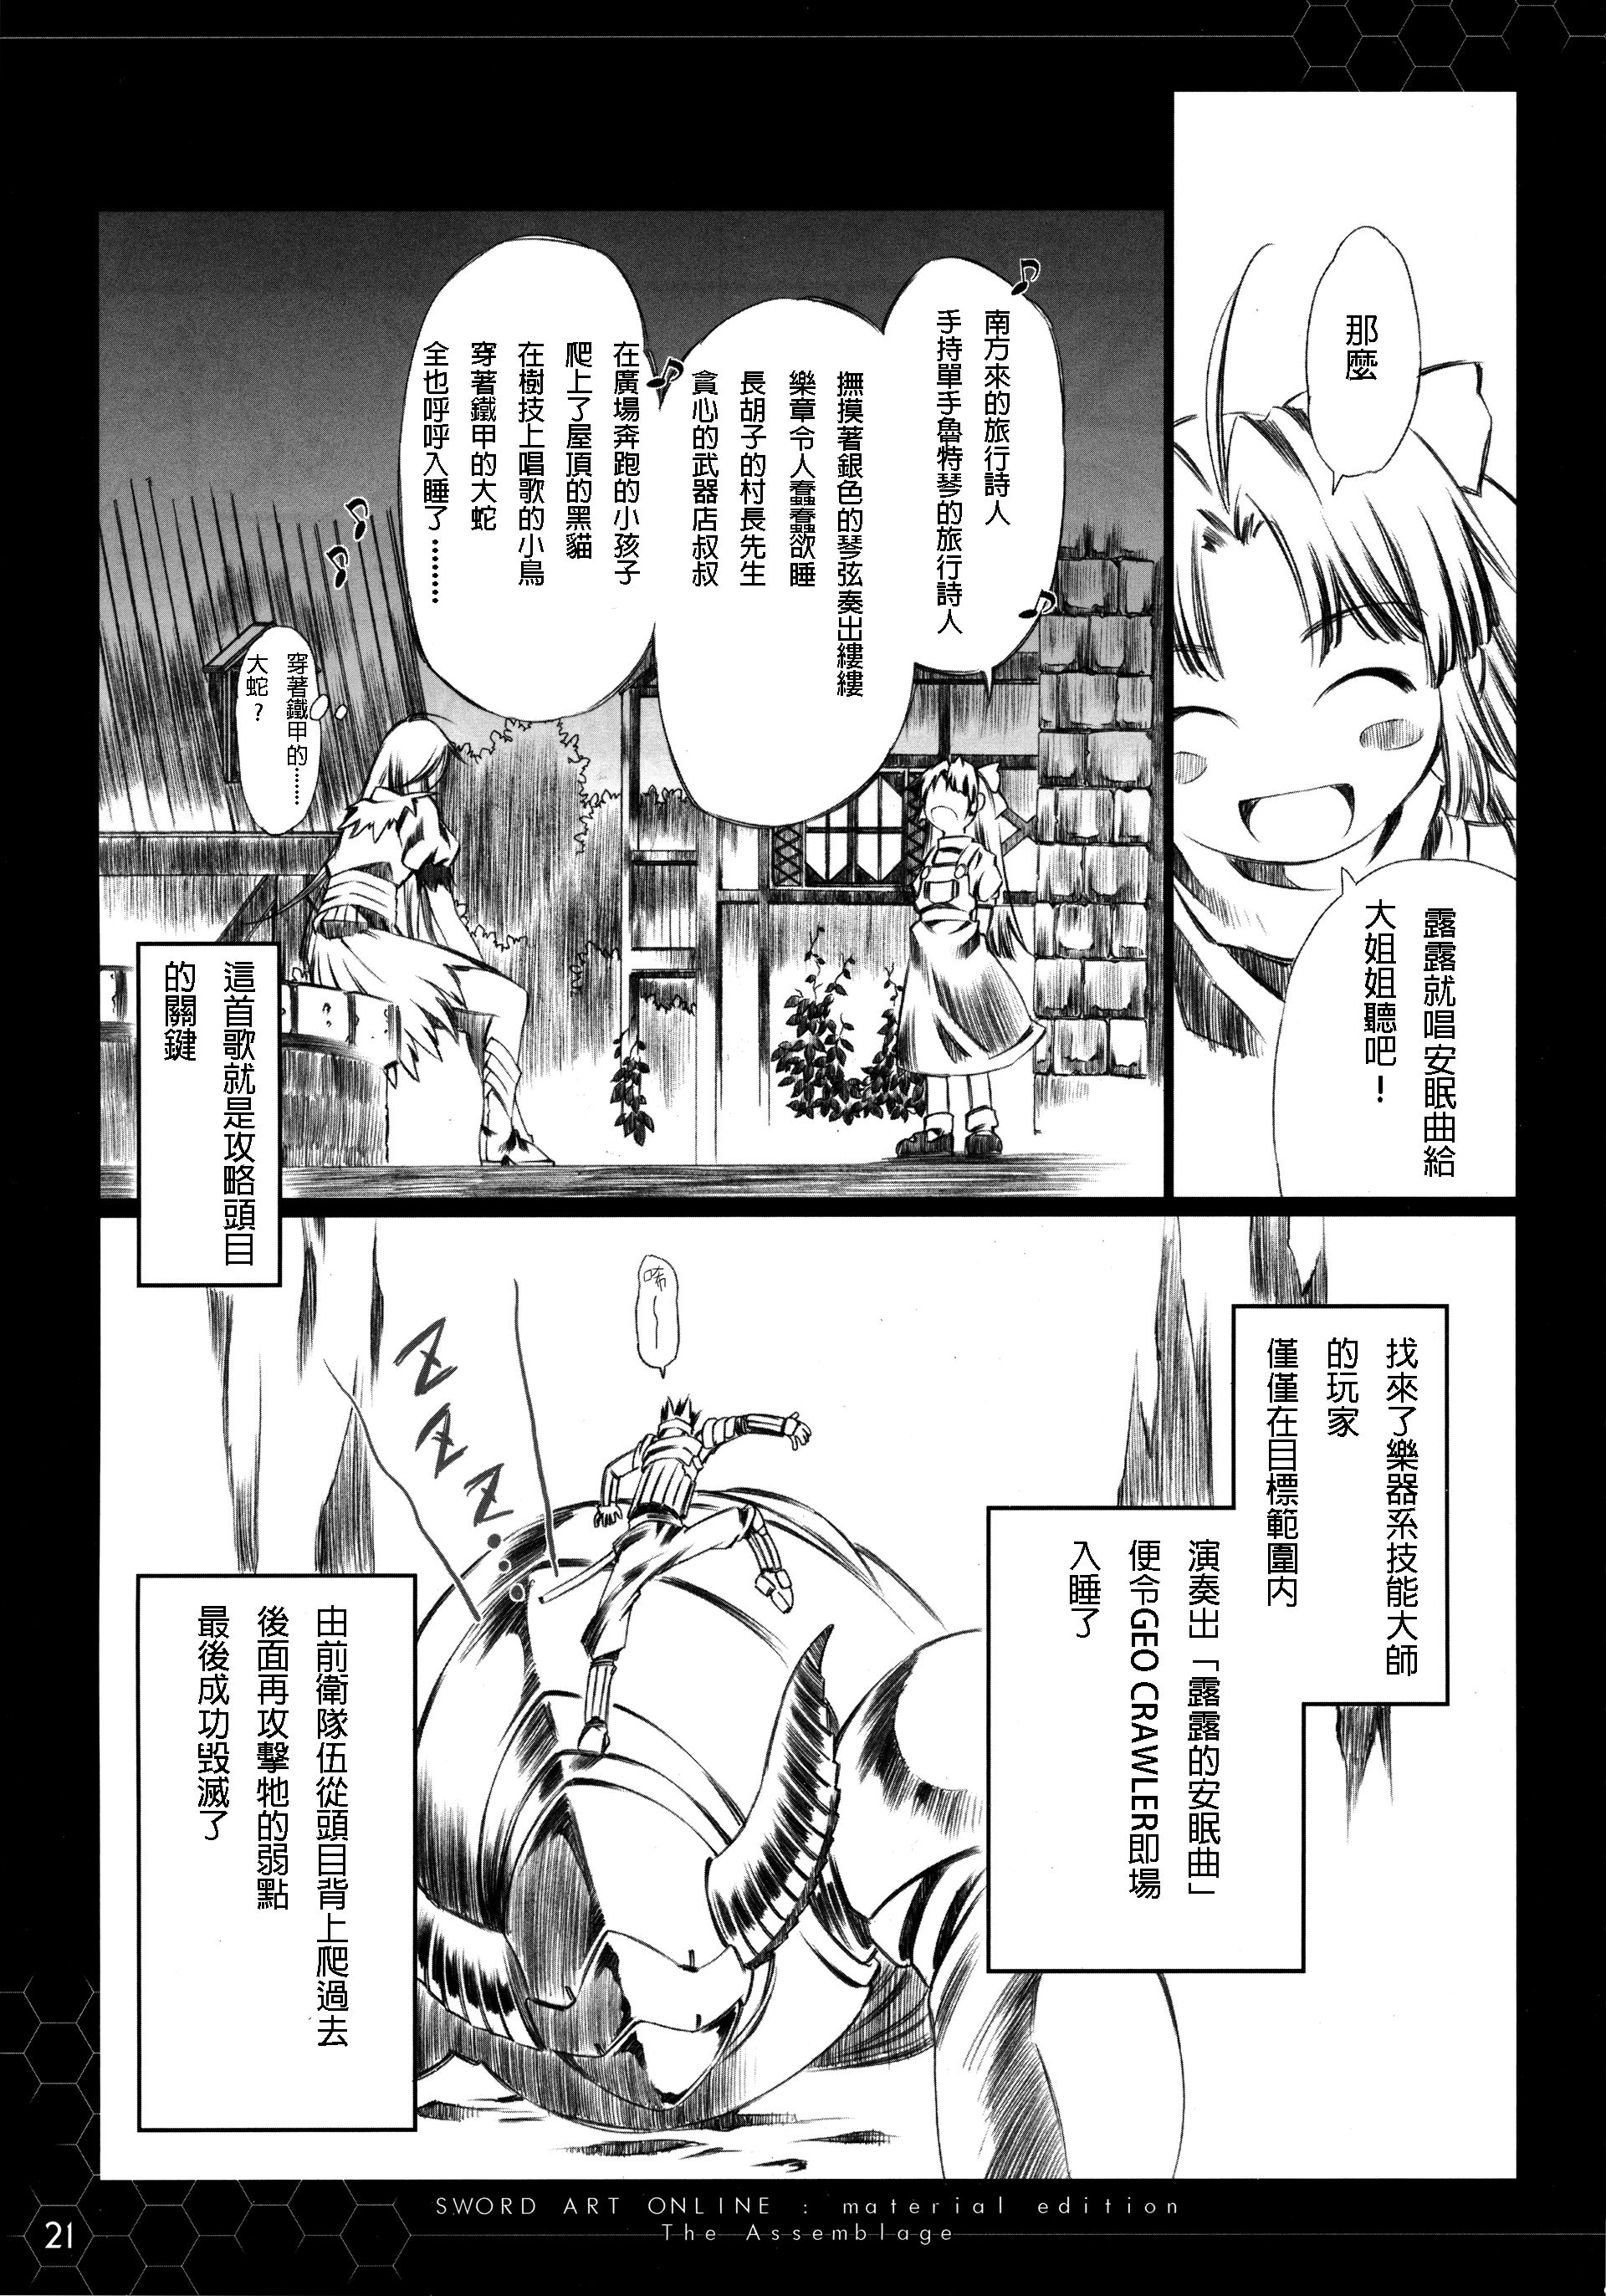 那麼
露露就唱安眠曲給
大姐姐聽吧！
南方來的旅行詩人
手持單手魯特琴的旅行詩人
撫摸著銀色的琴弦奏出縷縷
樂章令人蠢蠢欲睡
長胡子的村長先生
貪心的武器店叔叔
在廣場奔跑的小孩子
爬上了屋頂的黑貓
在樹技上唱歌的小鳥
穿著鐵甲的大蛇
全也呼呼入睡了………
穿著鐵甲的……
大蛇？
這首歌就是攻略頭目
的關鍵
找來了樂器系技能大師
的玩家
僅僅在目標範圍內
演奏出「露露的安眠曲」
便令GEO CRAWLER即場
入睡了
唏——
Z Z Z Z
由前衛隊伍從頭目背上爬過去
後面再攻擊牠的弱點
最後成功毀滅了
SWORD ART ONLINE : material edition
The Assemblage
21